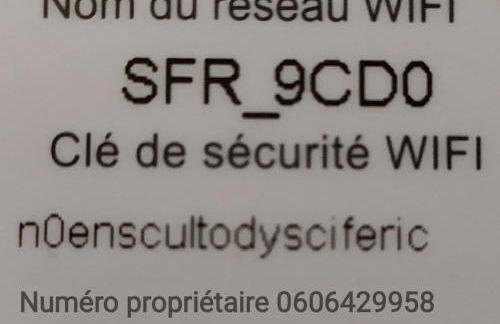 Nom du réseau WIFI
SFR_9CD0
Clé de sécurité WIFI
n0enscultodysciferic
Numéro propriétaire 0606429958